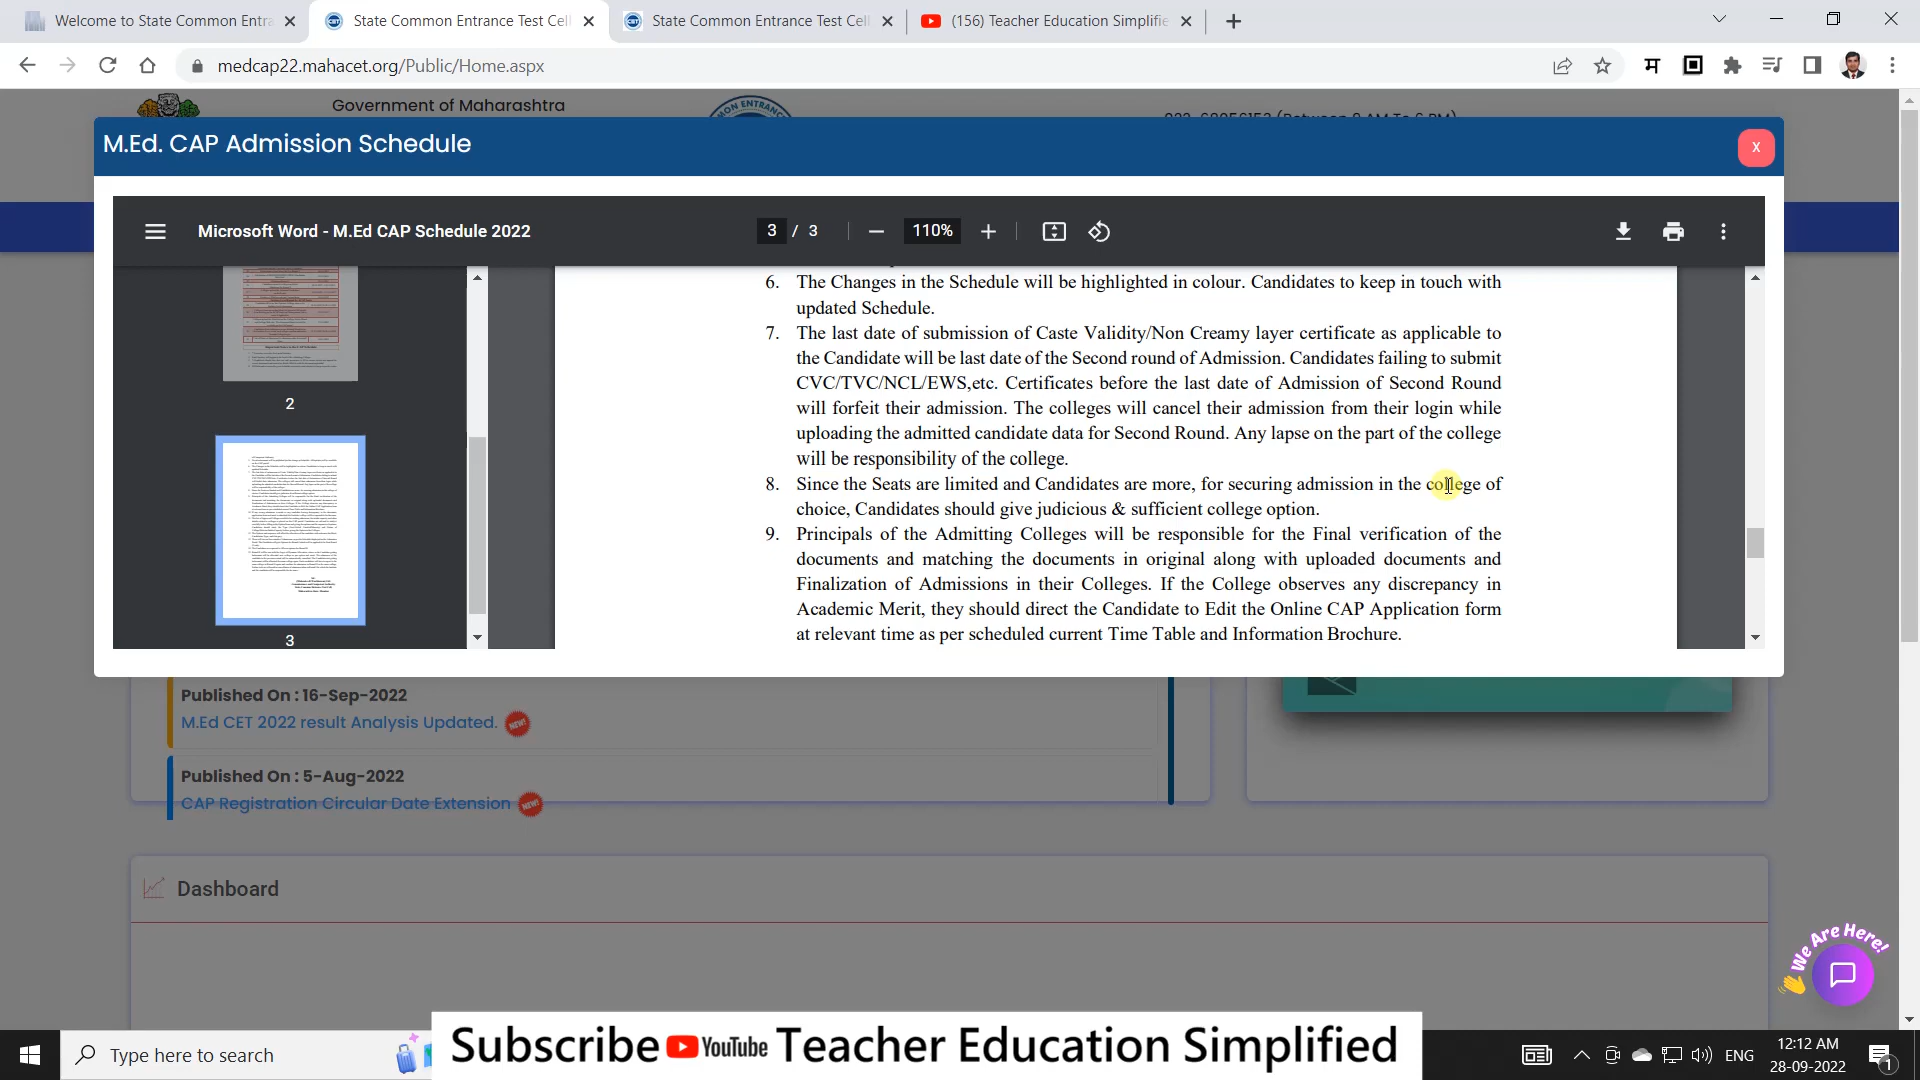 Welcome to State Common Entra
State Common Entrance Test Cell
State Common Entrance Test Cell
(156) Teacher Education Simplifie
medcap22.mahacet.org/Public/Home.aspx
Government of Maharashtra
M.Ed. CAP Admission Schedule
X
Microsoft Word - M.Ed CAP Schedule 2022
3 / 3
110%
2
3
6. The Changes in the Schedule will be highlighted in colour. Candidates to keep in touch with
updated Schedule.
7. The last date of submission of Caste Validity/Non Creamy layer certificate as applicable to
the Candidate will be last date of the Second round of Admission. Candidates failing to submit
CVC/TVC/NCL/EWS,etc. Certificates before the last date of Admission of Second Round
will forfeit their admission. The colleges will cancel their admission from their login while
uploading the admitted candidate data for Second Round. Any lapse on the part of the college
will be responsibility of the college.
8. Since the Seats are limited and Candidates are more, for securing admission in the college of
choice, Candidates should give judicious & sufficient college option.
9. Principals of the Admitting Colleges will be responsible for the Final verification of the
documents and matching the documents in original along with uploaded documents and
Finalization of Admissions in their Colleges. If the College observes any discrepancy in
Academic Merit, they should direct the Candidate to Edit the Online CAP Application form
at relevant time as per scheduled current Time Table and Information Brochure.
Published On : 16-Sep-2022
M.Ed CET 2022 result Analysis Updated. NEW!
Published On : 5-Aug-2022
CAP Registration Circular Date Extension NEW!
Dashboard
We Are Here!
Subscribe YouTube Teacher Education Simplified
Type here to search
ENG
12:12 AM
28-09-2022
1